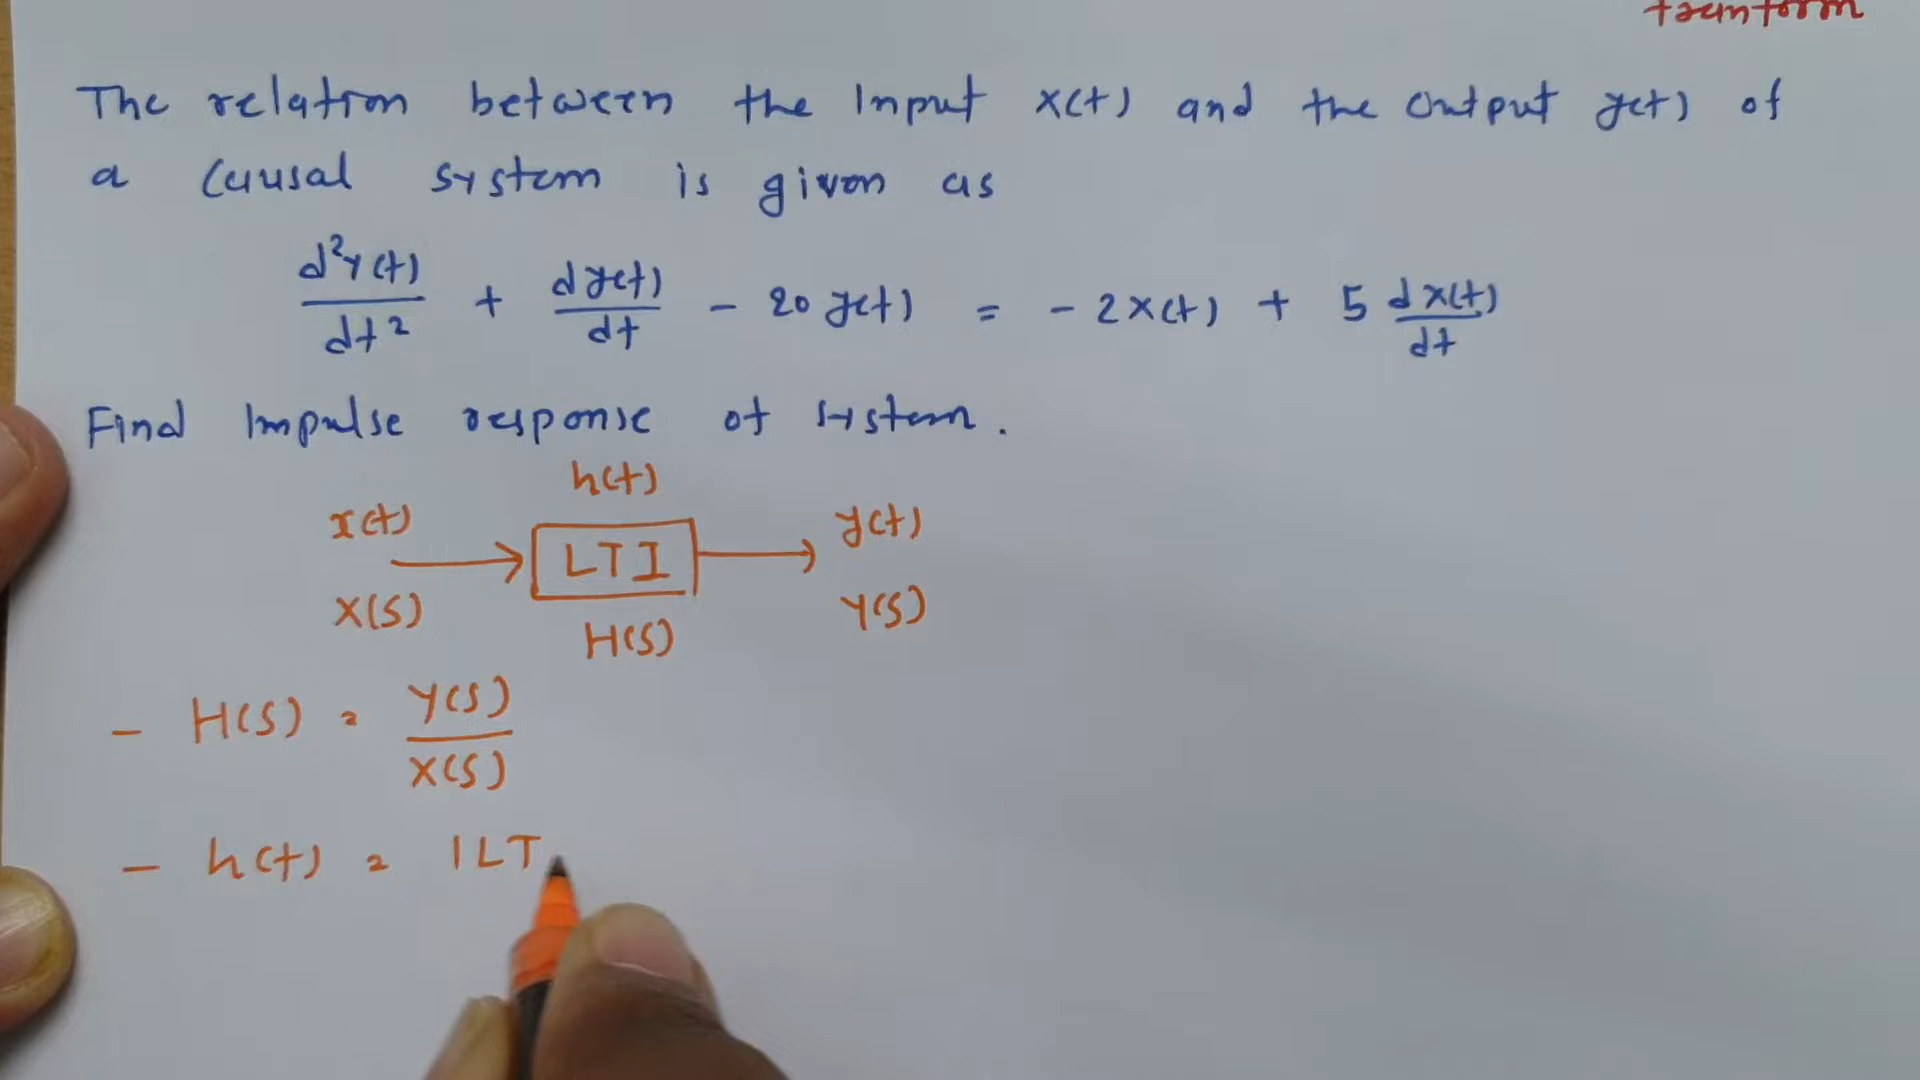 The relation between the Input x(t) and the output y(t) of
a causal system is given as
d²y(t)/dt² + dy(t)/dt - 20 y(t) = - 2x(t) + 5 dx(t)/dt
Find Impulse response of system.
h(t)
x(t) LTI y(t)
X(S) H(S) Y(S)
- H(S) = Y(S)/X(S)
- h(t) = ILT